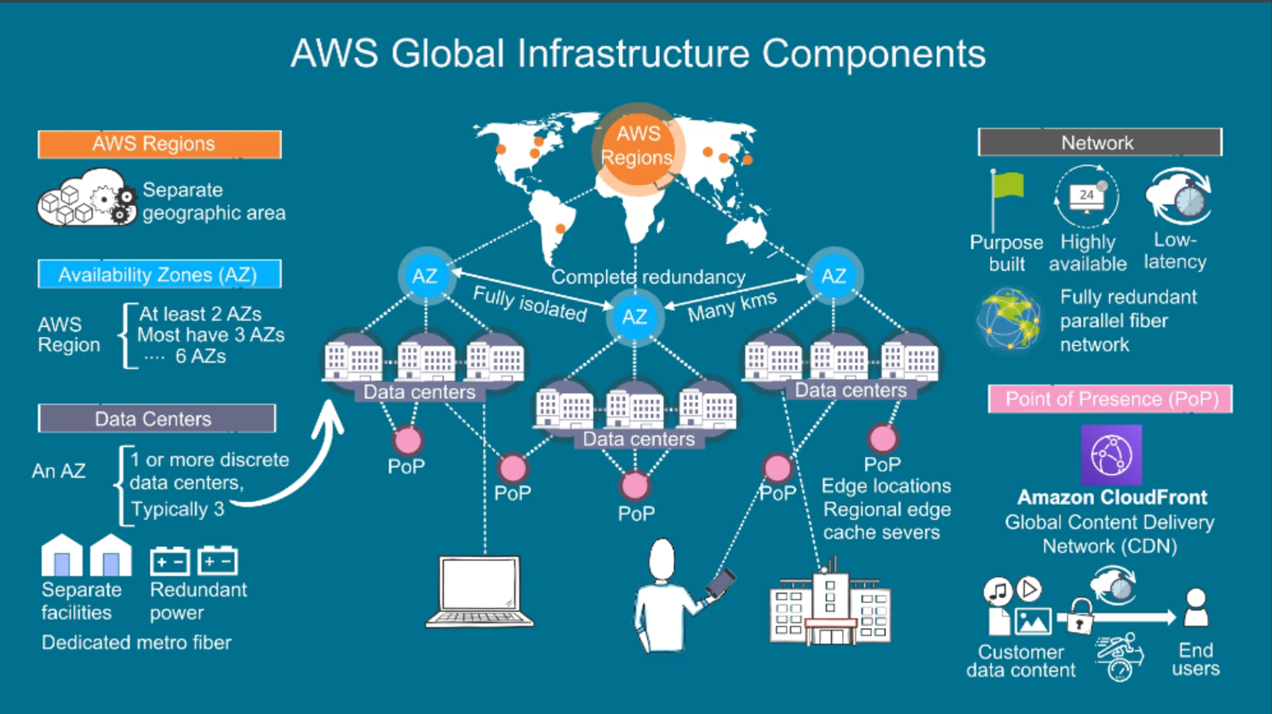 AWS Global Infrastructure Components
AWS Regions
Separate
geographic area
Availability Zones (AZ)
AWS
Region
At least 2 AZs
Most have 3 AZs
.... 6 AZs
Data Centers
An AZ
1 or more discrete
data centers,
Typically 3
Separate
facilities
Redundant
power
Dedicated metro fiber
AWS
Regions
AZ
Complete redundancy
AZ
Fully isolated
AZ
Many kms
Data centers
Data centers
Data centers
PoP
PoP
PoP
PoP
PoP
Edge locations
Regional edge
cache severs
Network
24
Purpose
built
Highly
available
Low-
latency
Fully redundant
parallel fiber
network
Point of Presence (PoP)
Amazon CloudFront
Global Content Delivery
Network (CDN)
?
Customer
data content
End
users